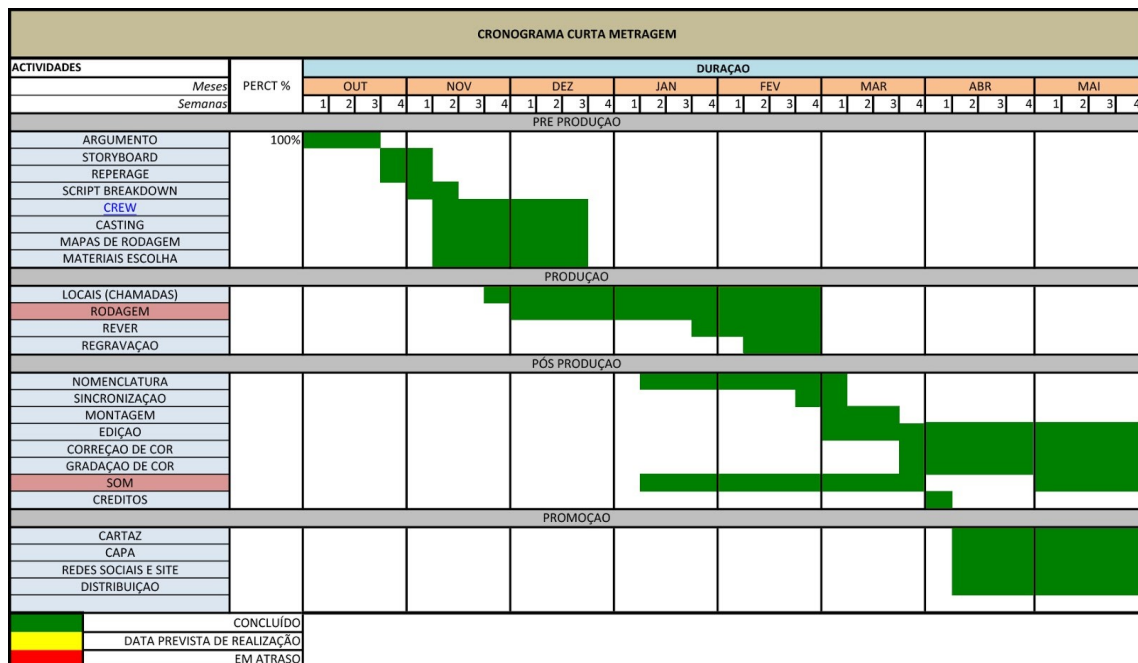 CRONOGRAMA CURTA METRAGEM
ACTIVIDADES PERCT % DURAÇAO
Meses OUT NOV DEZ JAN FEV MAR ABR MAI
Semanas 1 2 3 4 1 2 3 4 1 2 3 4 1 2 3 4 1 2 3 4 1 2 3 4 1 2 3 4 1 2 3 4
PRE PRODUÇAO
ARGUMENTO 100%
STORYBOARD
REPERAGE
SCRIPT BREAKDOWN
CREW
CASTING
MAPAS DE RODAGEM
MATERIAIS ESCOLHA
PRODUÇAO
LOCAIS (CHAMADAS)
RODAGEM
REVER
REGRAVAÇAO
PÓS PRODUÇAO
NOMENCLATURA
SINCRONIZAÇAO
MONTAGEM
EDIÇAO
CORREÇAO DE COR
GRADAÇAO DE COR
SOM
CREDITOS
PROMOÇAO
CARTAZ
CAPA
REDES SOCIAIS E SITE
DISTRIBUIÇAO
CONCLUÍDO
DATA PREVISTA DE REALIZAÇÃO
EM ATRASO